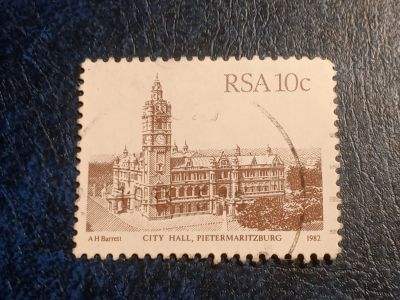 RSA 10c
A H Barrett CITY HALL, PIETERMARITZBURG 1982